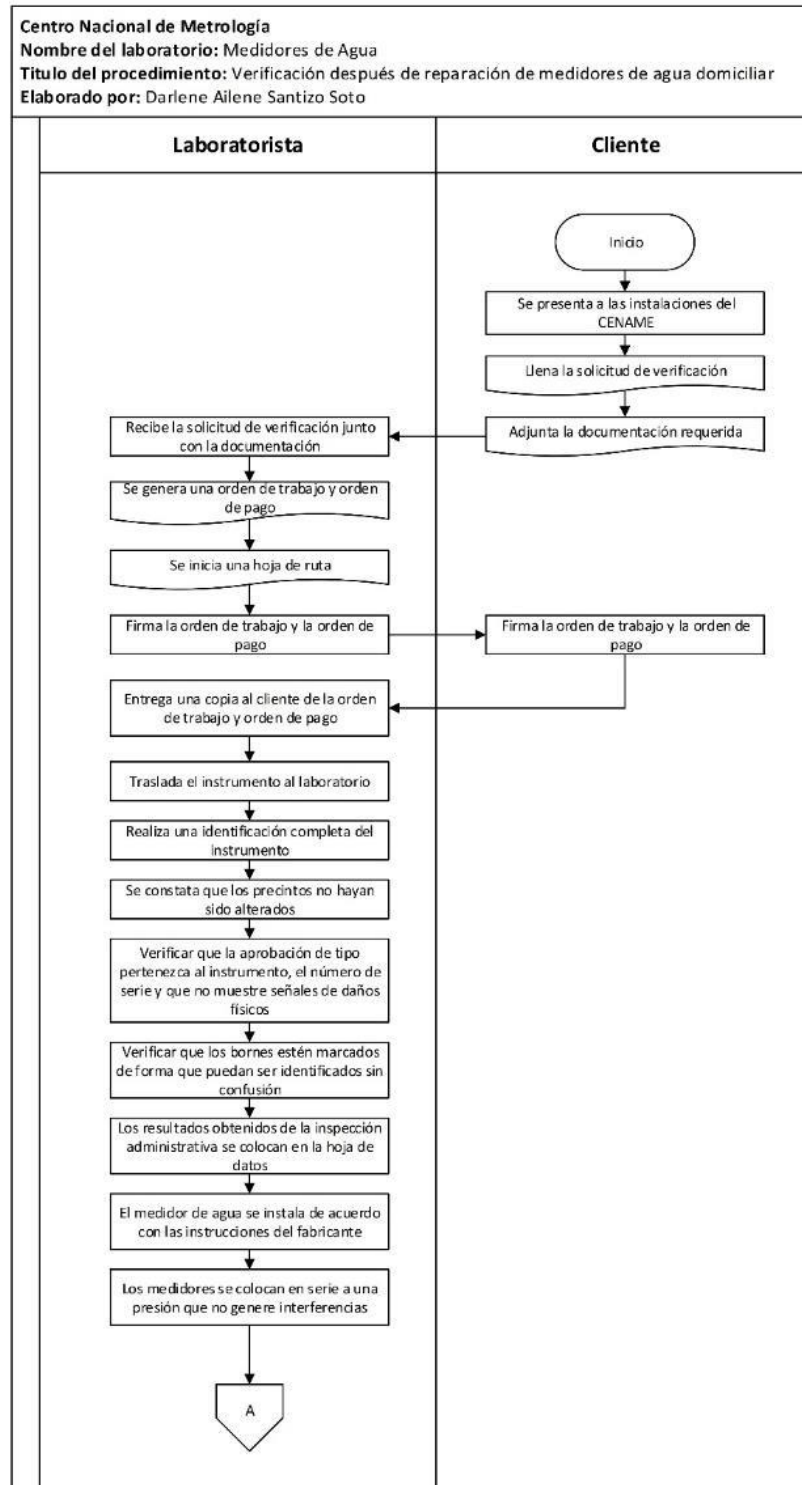 Centro Nacional de Metrología
Nombre del laboratorio: Medidores de Agua
Titulo del procedimiento: Verificación después de reparación de medidores de agua domiciliar
Elaborado por: Darlene Ailene Santizo Soto
Laboratorista
Cliente
Inicio
Se presenta a las instalaciones del
CENAME
Llena la solicitud de verificación
Adjunta la documentación requerida
Recibe la solicitud de verificación junto
con la documentación
Se genera una orden de trabajo y orden
de pago
Se inicia una hoja de ruta
Firma la orden de trabajo y la orden de
pago
Firma la orden de trabajo y la orden de
pago
Entrega una copia al cliente de la orden
de trabajo y orden de pago
Traslada el instrumento al laboratorio
Realiza una identificación completa del
instrumento
Se constata que los precintos no hayan
sido alterados
Verificar que la aprobación de tipo
pertenezca al instrumento, el número de
serie y que no muestre señales de daños
físicos
Verificar que los bornes estén marcados
de forma que puedan ser identificados sin
confusión
Los resultados obtenidos de la inspección
administrativa se colocan en la hoja de
datos
El medidor de agua se instala de acuerdo
con las instrucciones del fabricante
Los medidores se colocan en serie a una
presión que no genere interferencias
A